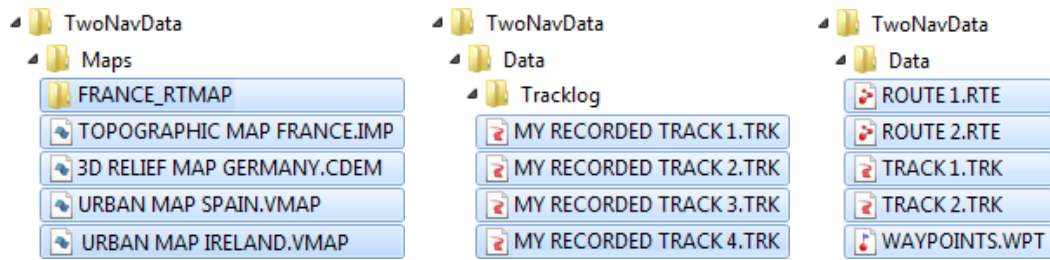 TwoNavData
Maps
FRANCE_RTMAP
TOPOGRAPHIC MAP FRANCE.IMP
3D RELIEF MAP GERMANY.CDEM
URBAN MAP SPAIN.VMAP
URBAN MAP IRELAND.VMAP
TwoNavData
Data
Tracklog
MY RECORDED TRACK 1.TRK
MY RECORDED TRACK 2.TRK
MY RECORDED TRACK 3.TRK
MY RECORDED TRACK 4.TRK
TwoNavData
Data
ROUTE 1.RTE
ROUTE 2.RTE
TRACK 1.TRK
TRACK 2.TRK
WAYPOINTS.WPT